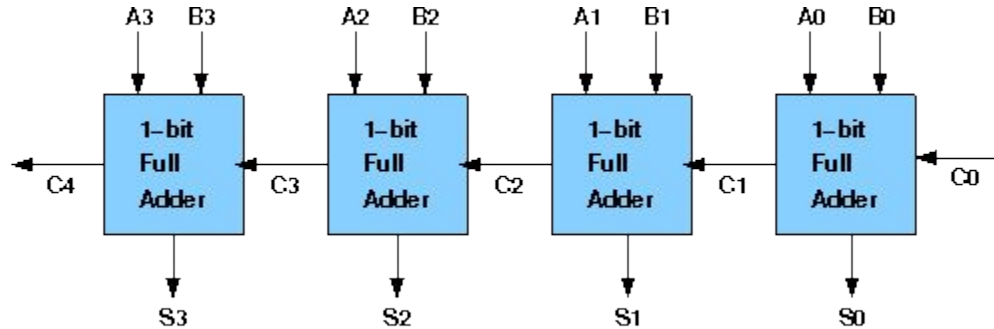 A3 B3 A2 B2 A1 B1 A0 B0
1-bit Full Adder
1-bit Full Adder
1-bit Full Adder
1-bit Full Adder
C4 C3 C2 C1 C0
S3 S2 S1 S0